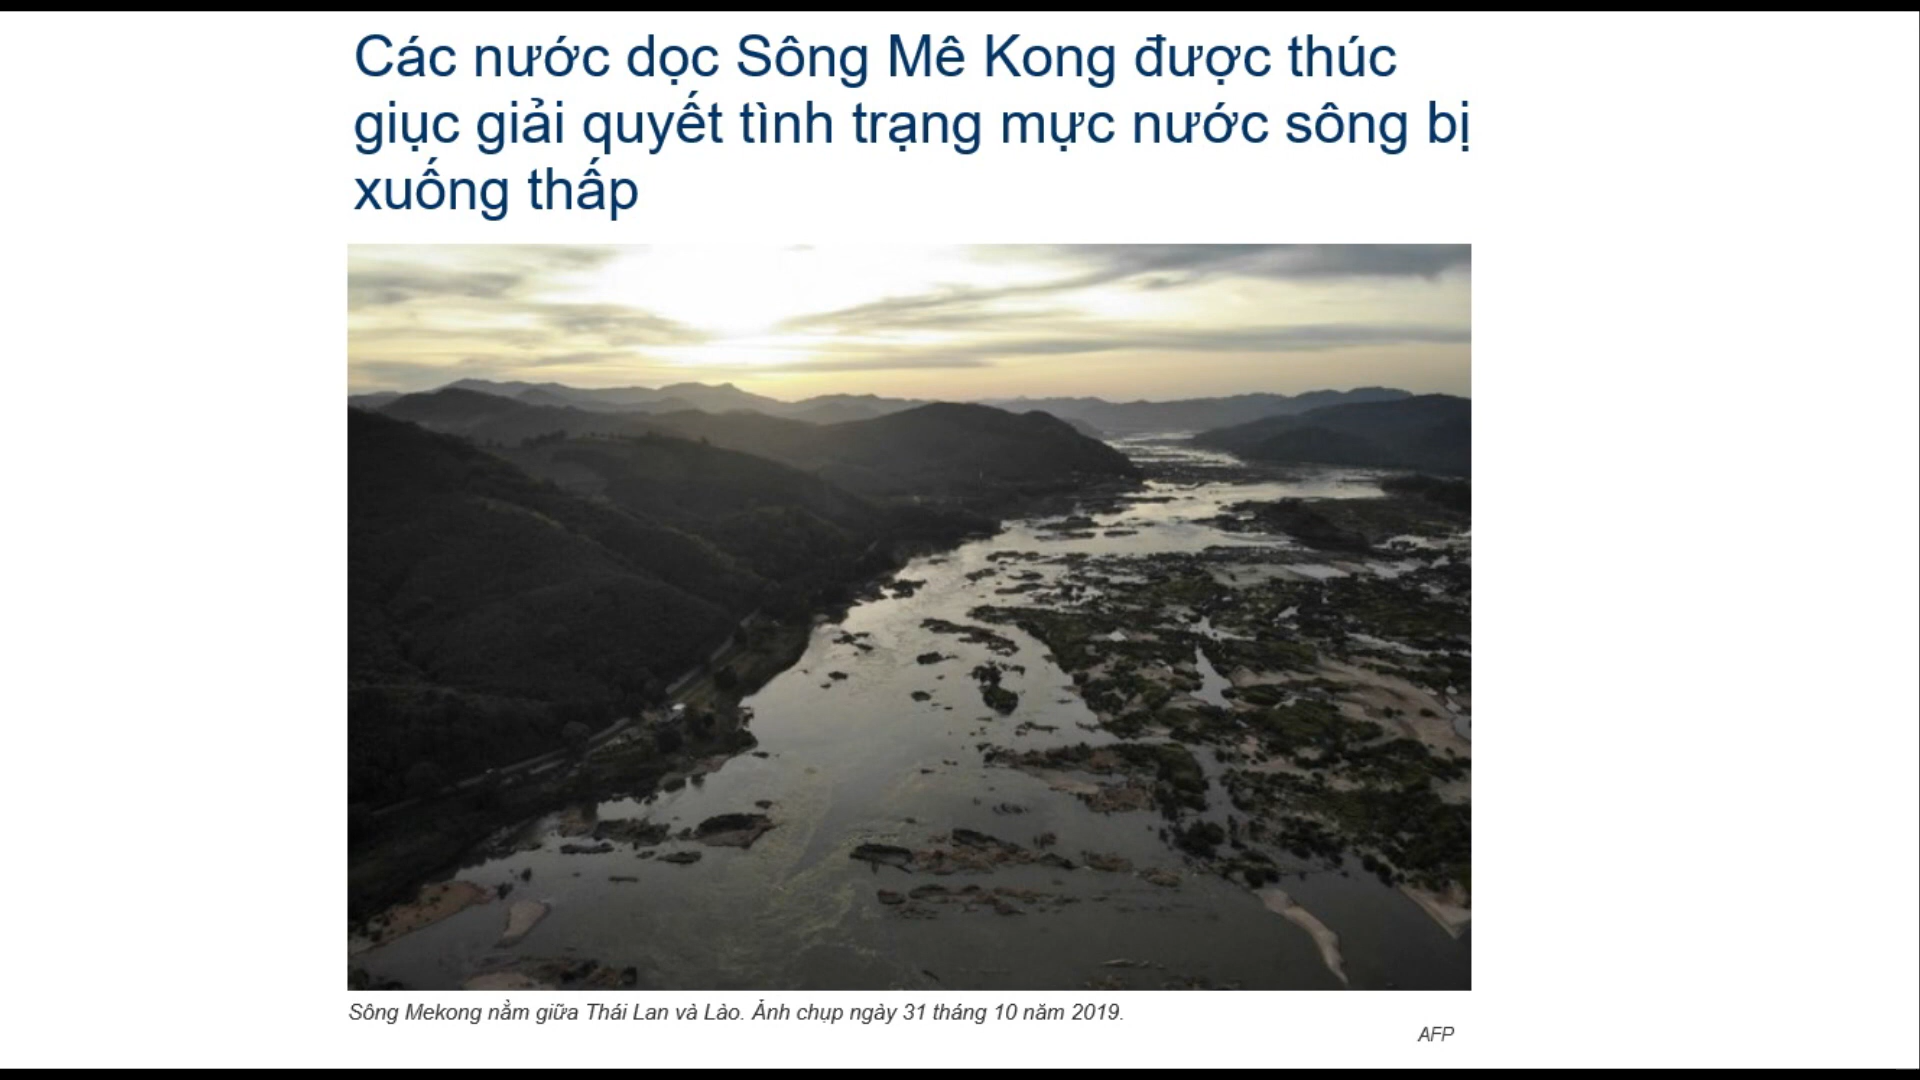 Các nước dọc Sông Mê Kong được thúc
giục giải quyết tình trạng mực nước sông bị
xuống thấp
Sông Mekong nằm giữa Thái Lan và Lào. Ảnh chụp ngày 31 tháng 10 năm 2019.
AFP